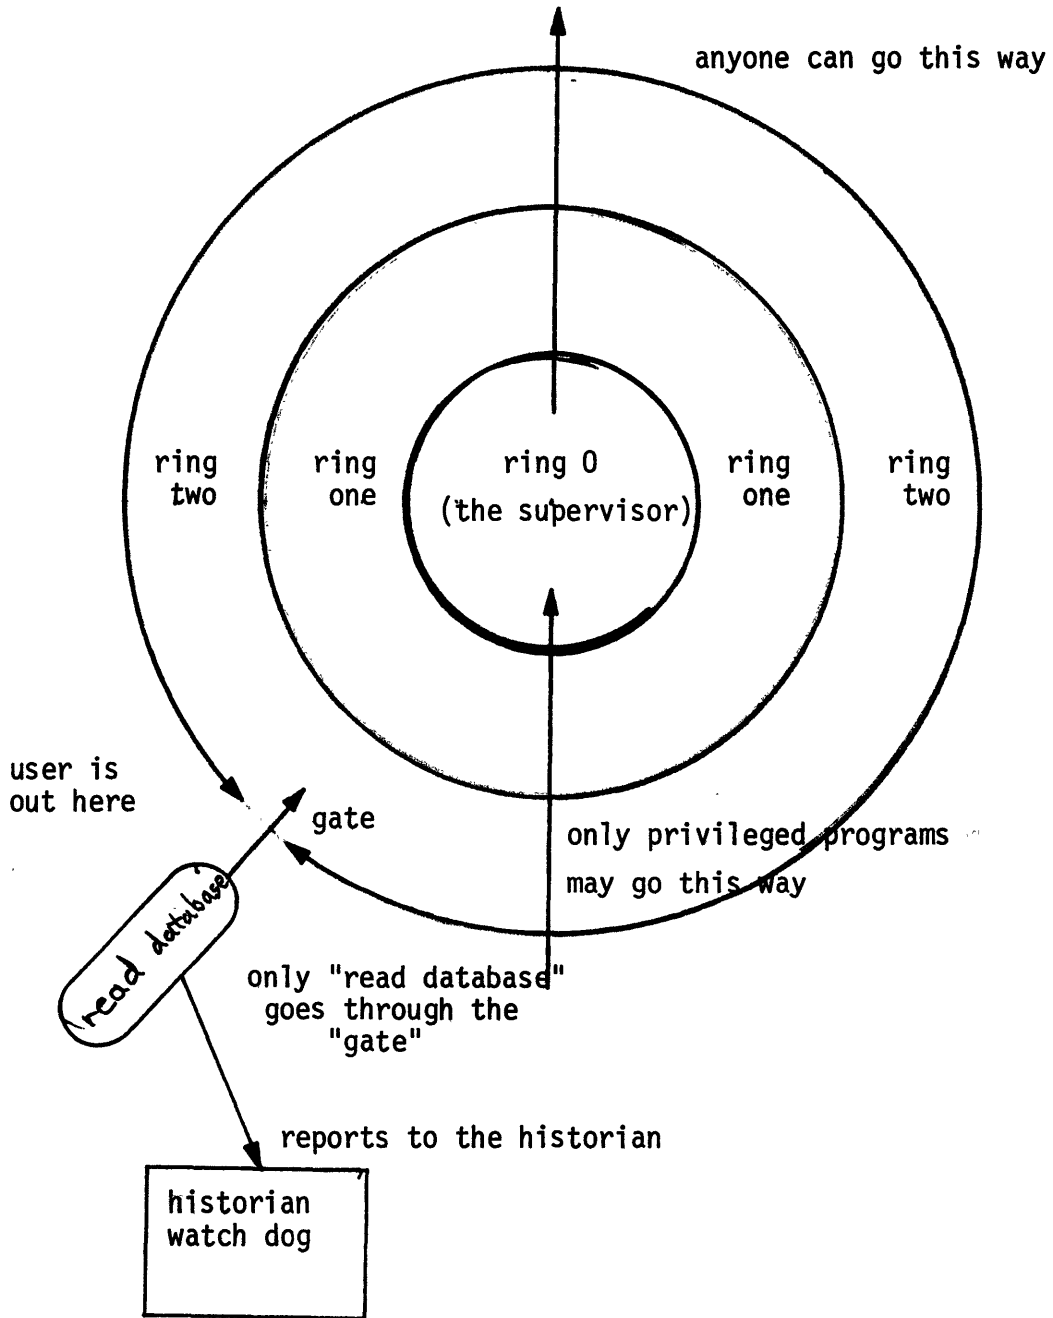 anyone can go this way
ring
two
ring
one
ring 0
(the supervisor)
ring
one
ring
two
user is
out here
gate
only privileged programs
may go this way
read database
only "read database"
goes through the
"gate"
reports to the historian
historian
watch dog